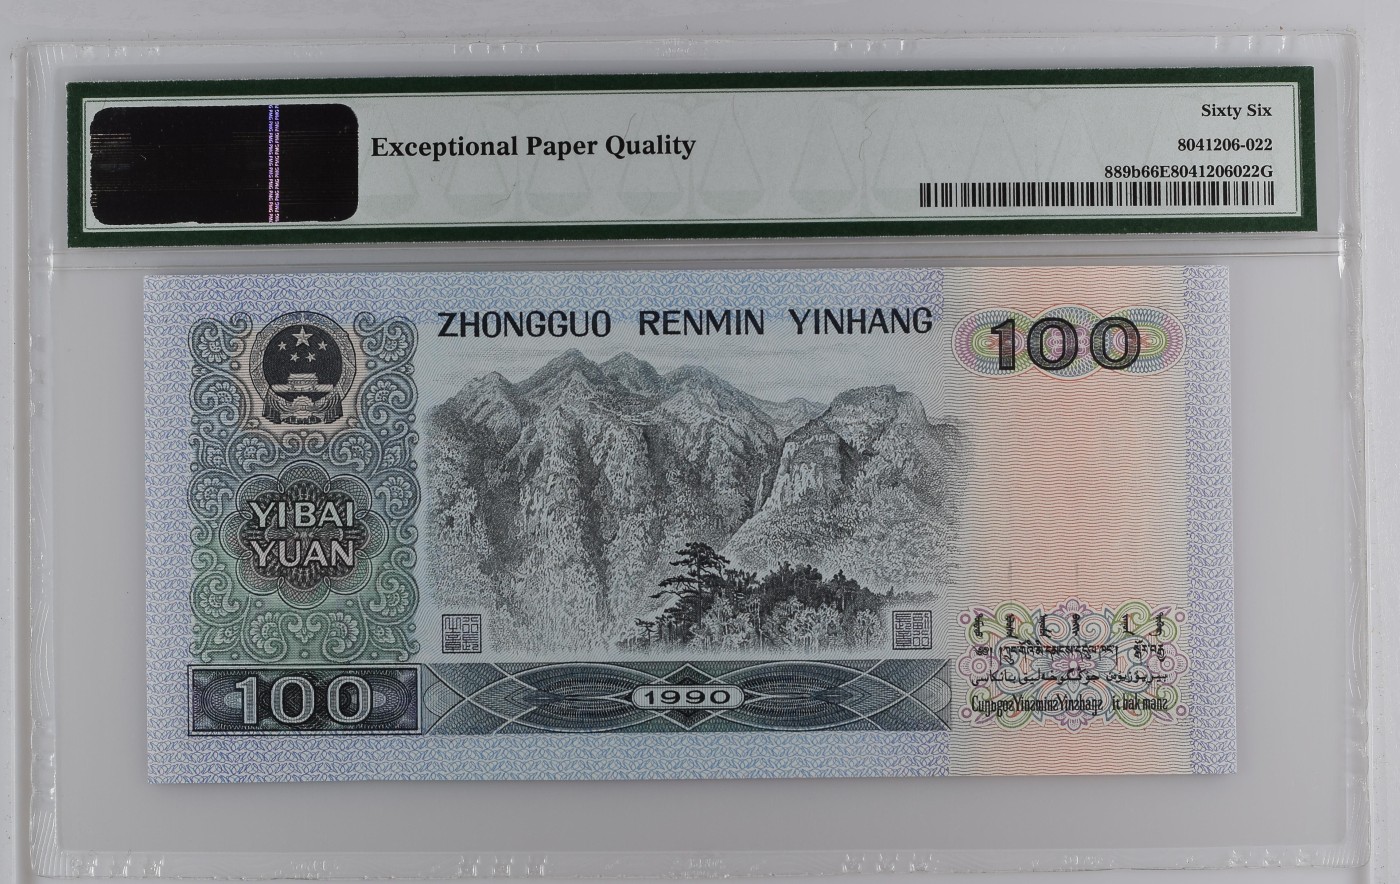 Sixty Six
Exceptional Paper Quality
8041206-022
889b66E8041206022G
ZHONGGUO RENMIN YINHANG
100
YI BAI
YUAN
100
1990